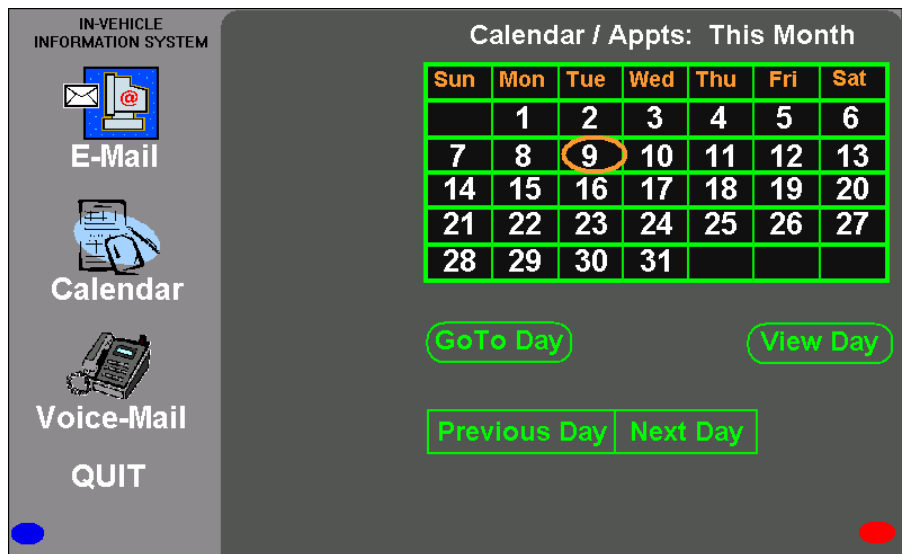 IN-VEHICLE
INFORMATION SYSTEM
@
E-Mail
Calendar
Voice-Mail
QUIT
Calendar / Appts: This Month
Sun Mon Tue Wed Thu Fri Sat
1 2 3 4 5 6
7 8 9 10 11 12 13
14 15 16 17 18 19 20
21 22 23 24 25 26 27
28 29 30 31
GoTo Day View Day
Previous Day Next Day